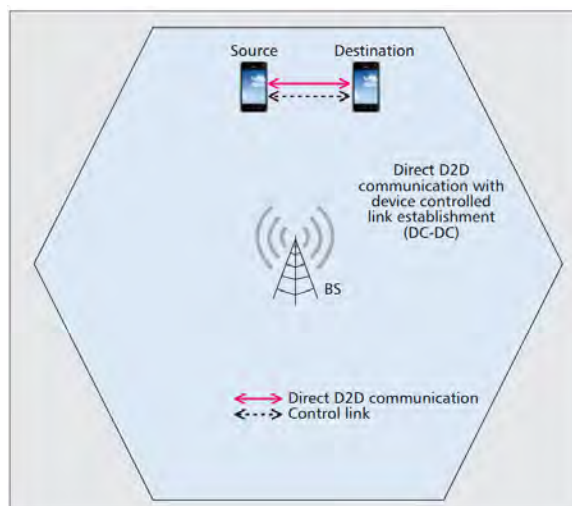 Source Destination
Direct D2D
communication with
device controlled
link establishment
(DC-DC)
BS
Direct D2D communication
Control link